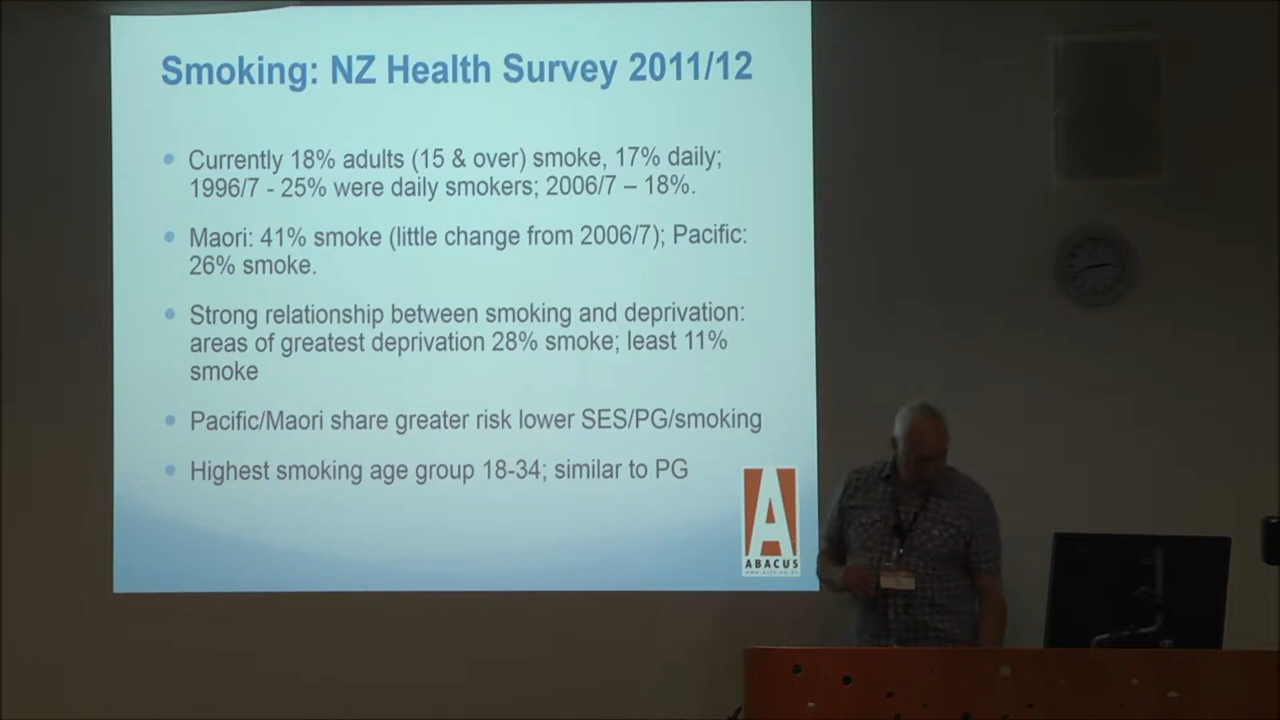 Smoking: NZ Health Survey 2011/12
Currently 18% adults (15 & over) smoke, 17% daily;
1996/7 - 25% were daily smokers; 2006/7 – 18%.
Maori: 41% smoke (little change from 2006/7); Pacific:
26% smoke.
Strong relationship between smoking and deprivation:
areas of greatest deprivation 28% smoke; least 11%
smoke
Pacific/Maori share greater risk lower SES/PG/smoking
Highest smoking age group 18-34; similar to PG
A
ABACUS